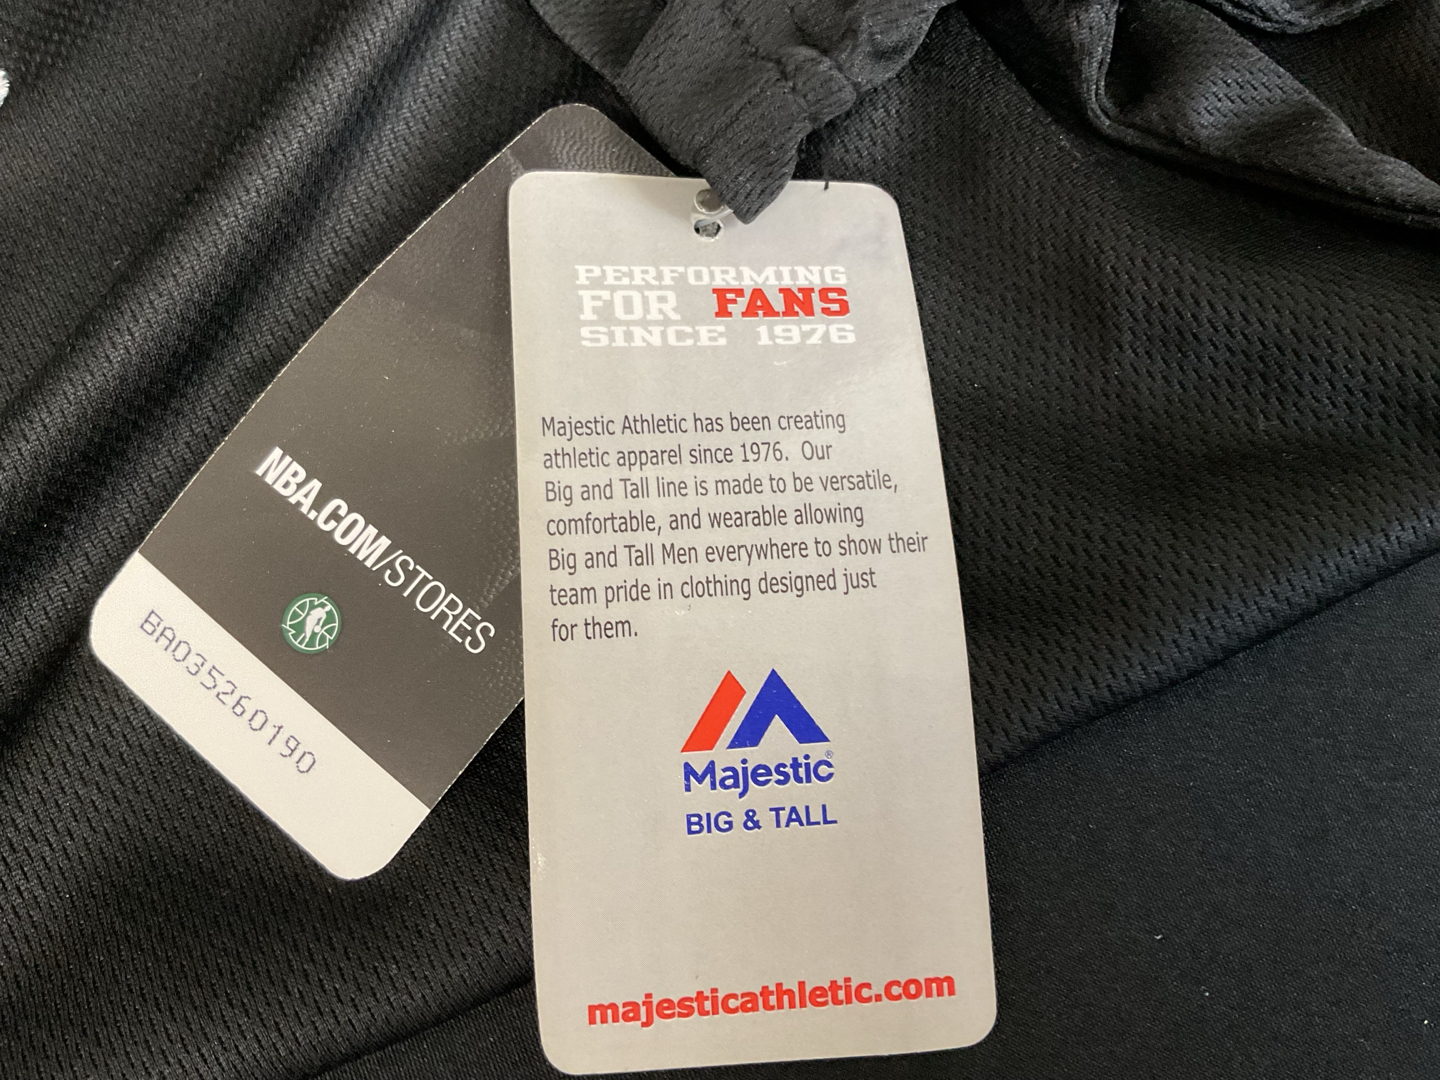 PERFORMING
FOR FANS
SINCE 1976
Majestic Athletic has been creating
athletic apparel since 1976. Our
Big and Tall line is made to be versatile,
comfortable, and wearable allowing
Big and Tall Men everywhere to show their
team pride in clothing designed just
for them.
Majestic®
BIG & TALL
majesticathletic.com
NBA.COM/STORES
BA035260190